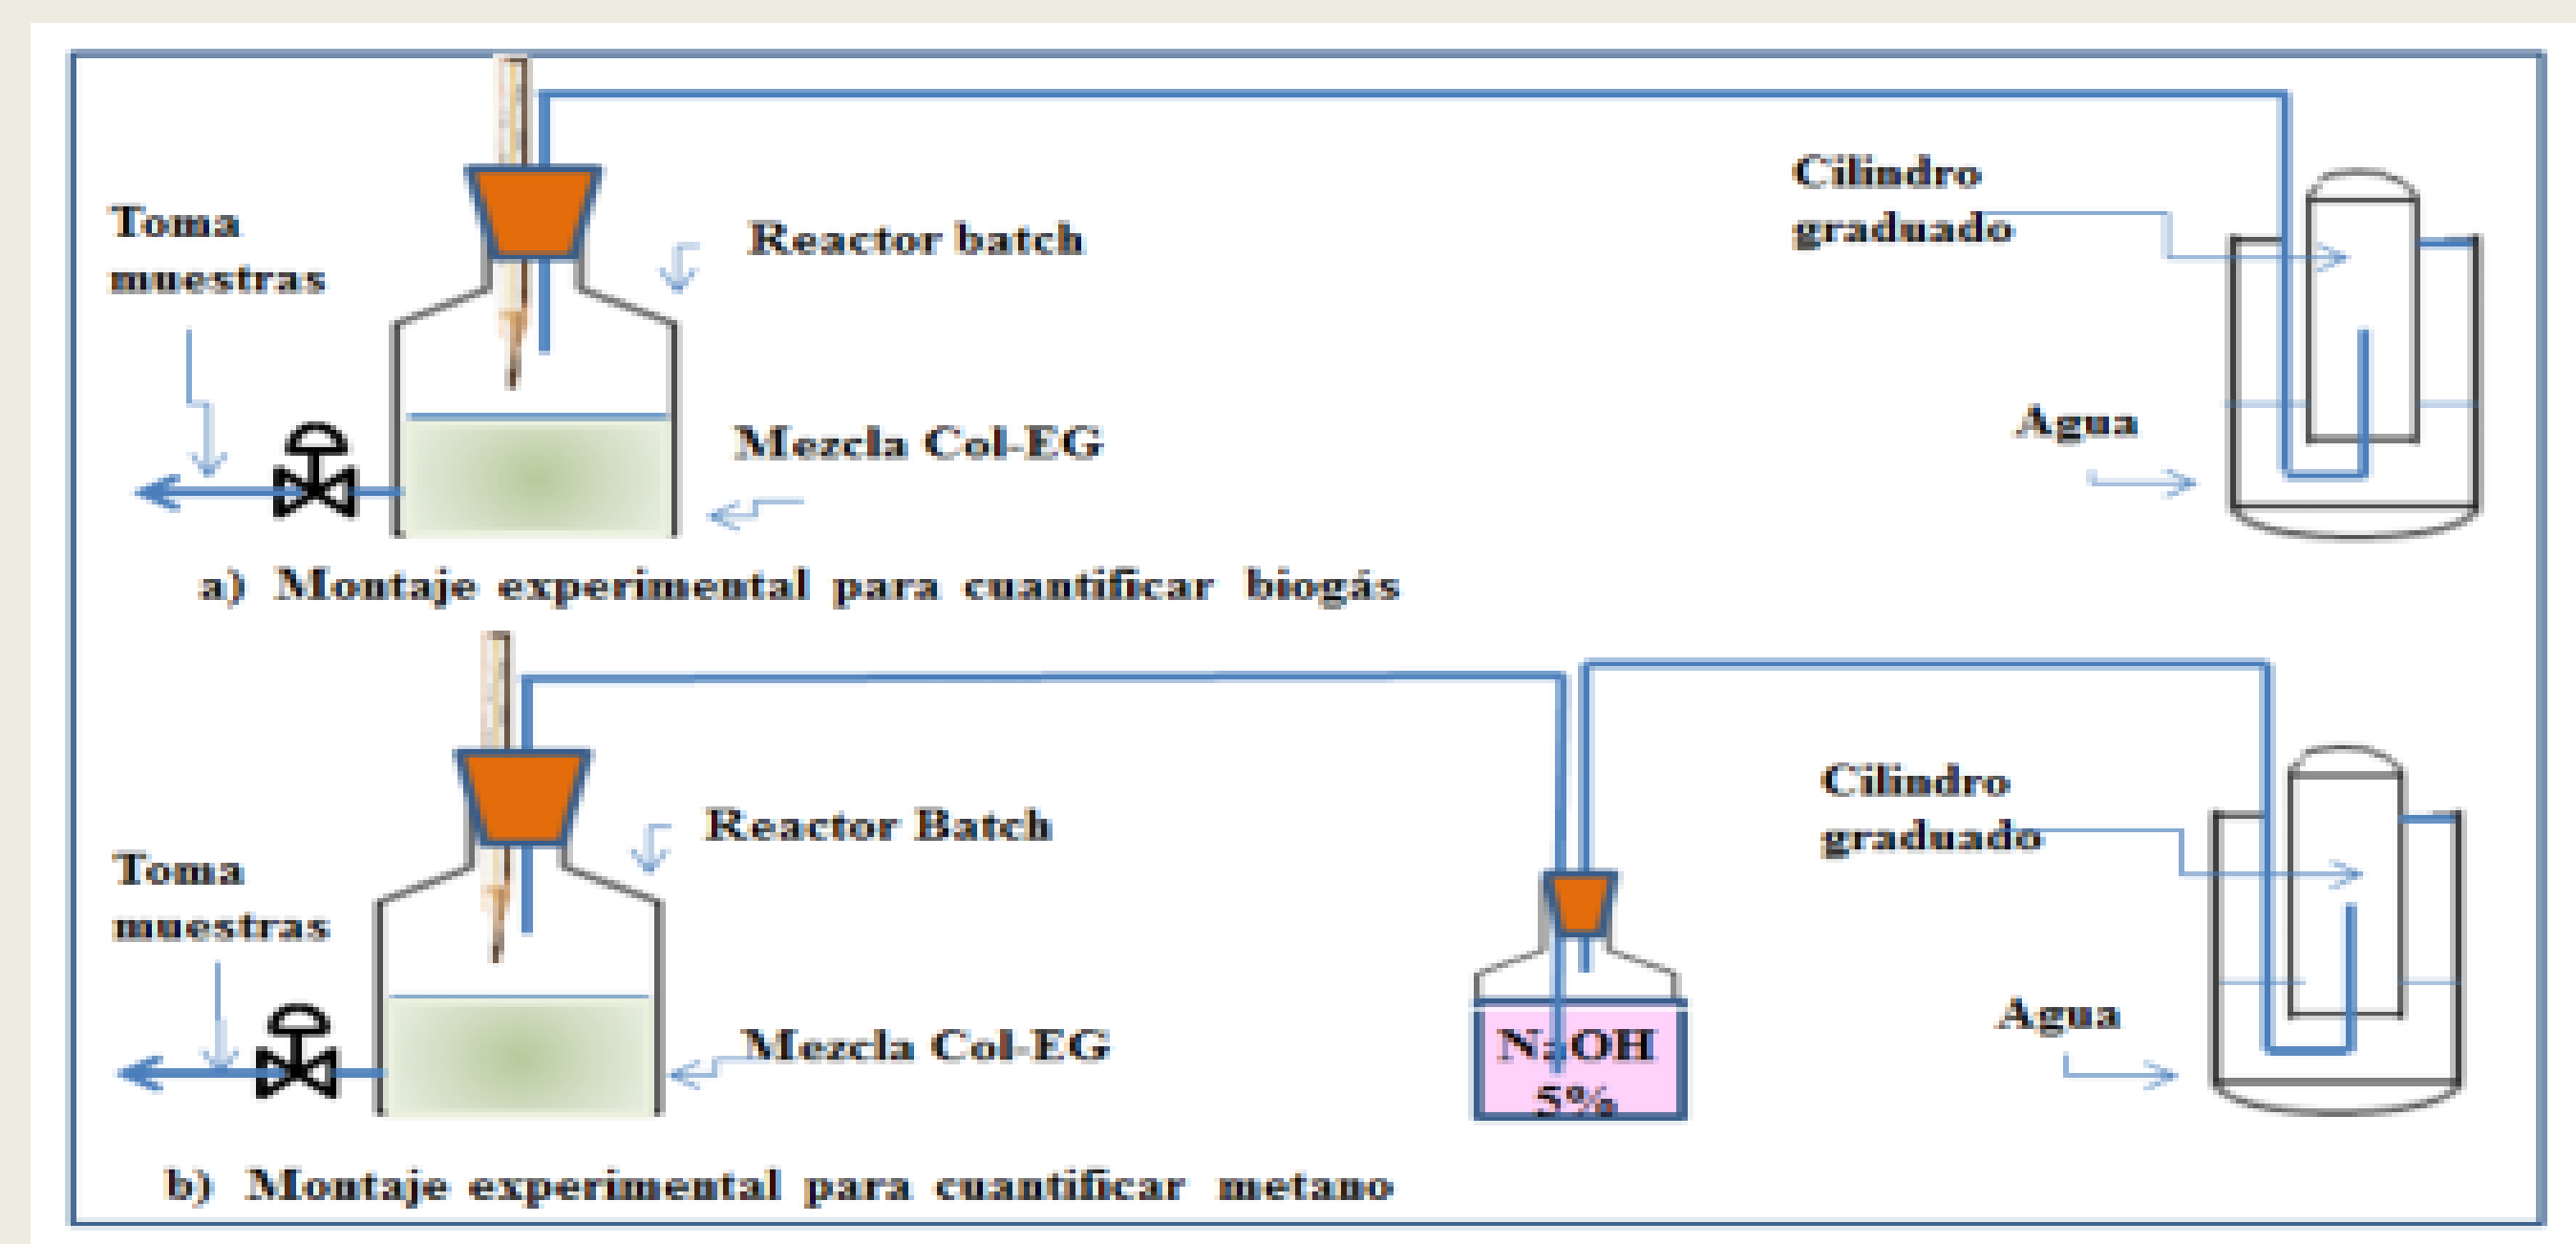 Toma
muestras
Reactor batch
Mezcla Col-EG
Cilindro
graduado
Agua
a) Montaje experimental para cuantificar biogás
Toma
muestras
Reactor Batch
Mezcla Col-EG
NaOH
5%
Cilindro
graduado
Agua
b) Montaje experimental para cuantificar metano